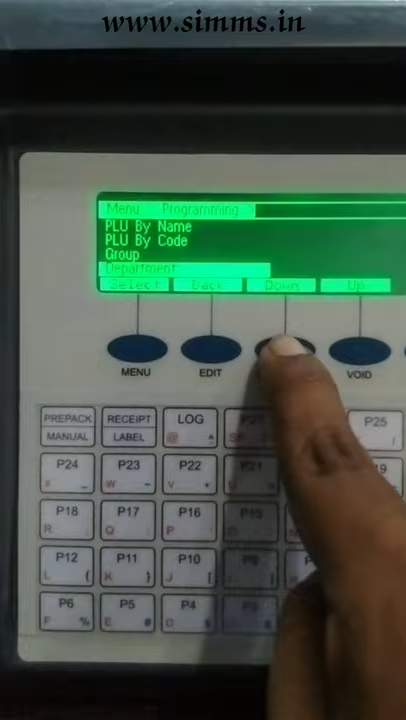 www.simms.in
Menu Programming
PLU By Name
PLU By Code
Group
Department
Select Back Down Up
MENU EDIT VOID
PREPACK RECEIPT LOG P27 P25
MANUAL LABEL @ ^ /
P24 P23 P22 P21
X _ W - V +
P18 P17 P16 P15
R Q P
P12 P11 P10 P9
L { K } J [
P6 P5 P4
F % E # D $